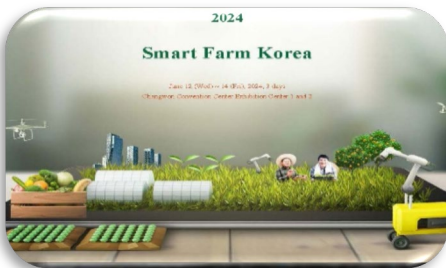 2024
Smart Farm Korea
June 12 (Wed) ~ 14 (Fri), 2024, 3 days
Changwon Convention Center Exhibition Center 1 and 2